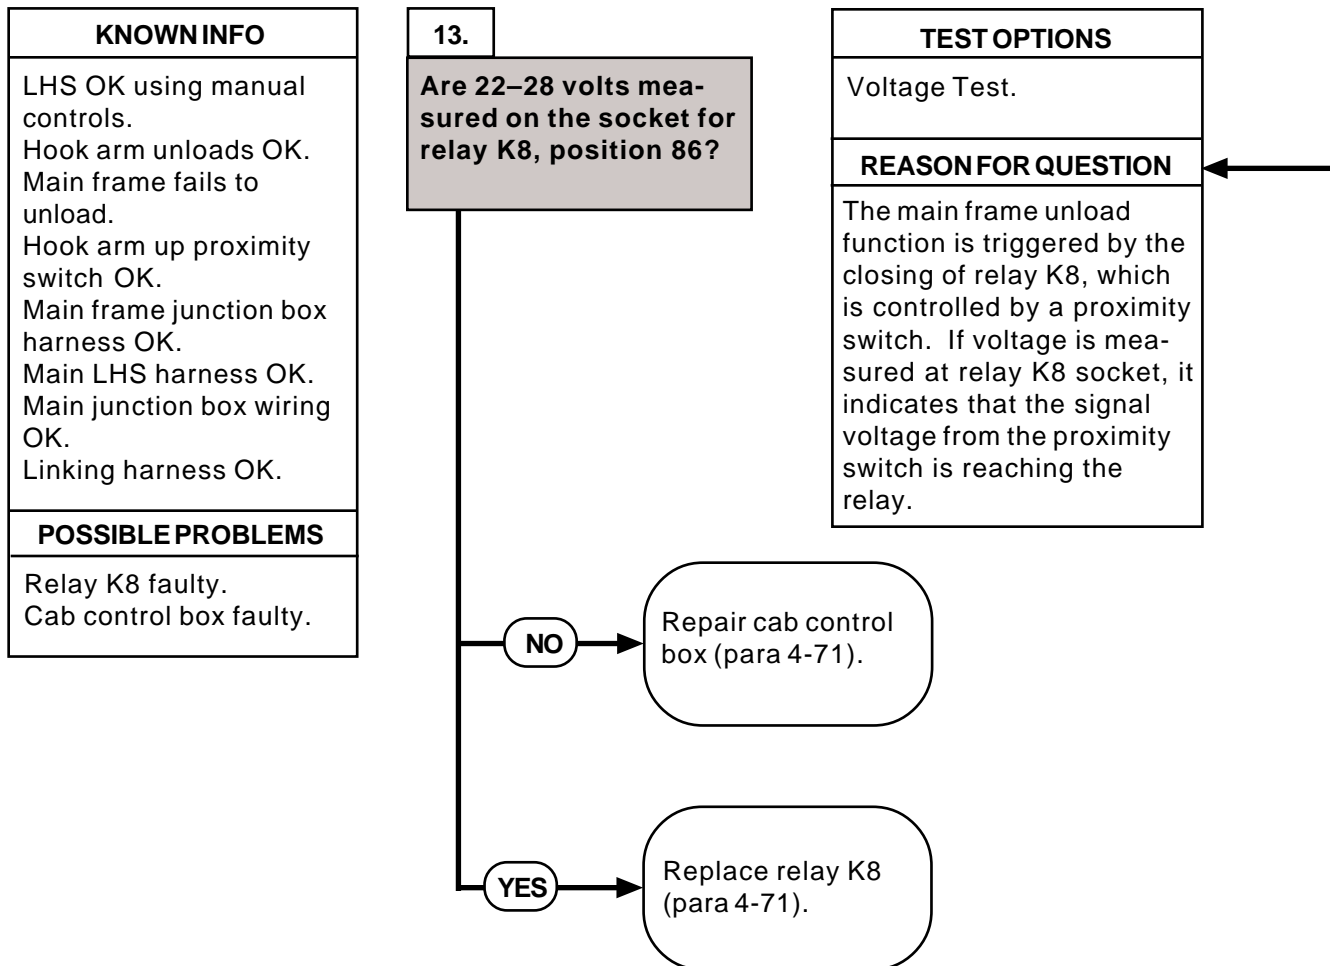 KNOWN INFO
LHS OK using manual
controls.
Hook arm unloads OK.
Main frame fails to
unload.
Hook arm up proximity
switch OK.
Main frame junction box
harness OK.
Main LHS harness OK.
Main junction box wiring
OK.
Linking harness OK.
POSSIBLE PROBLEMS
Relay K8 faulty.
Cab control box faulty.
13.
Are 22–28 volts mea-
sured on the socket for
relay K8, position 86?
TEST OPTIONS
Voltage Test.
REASON FOR QUESTION
The main frame unload
function is triggered by the
closing of relay K8, which
is controlled by a proximity
switch. If voltage is mea-
sured at relay K8 socket, it
indicates that the signal
voltage from the proximity
switch is reaching the
relay.
NO
Repair cab control
box (para 4-71).
YES
Replace relay K8
(para 4-71).